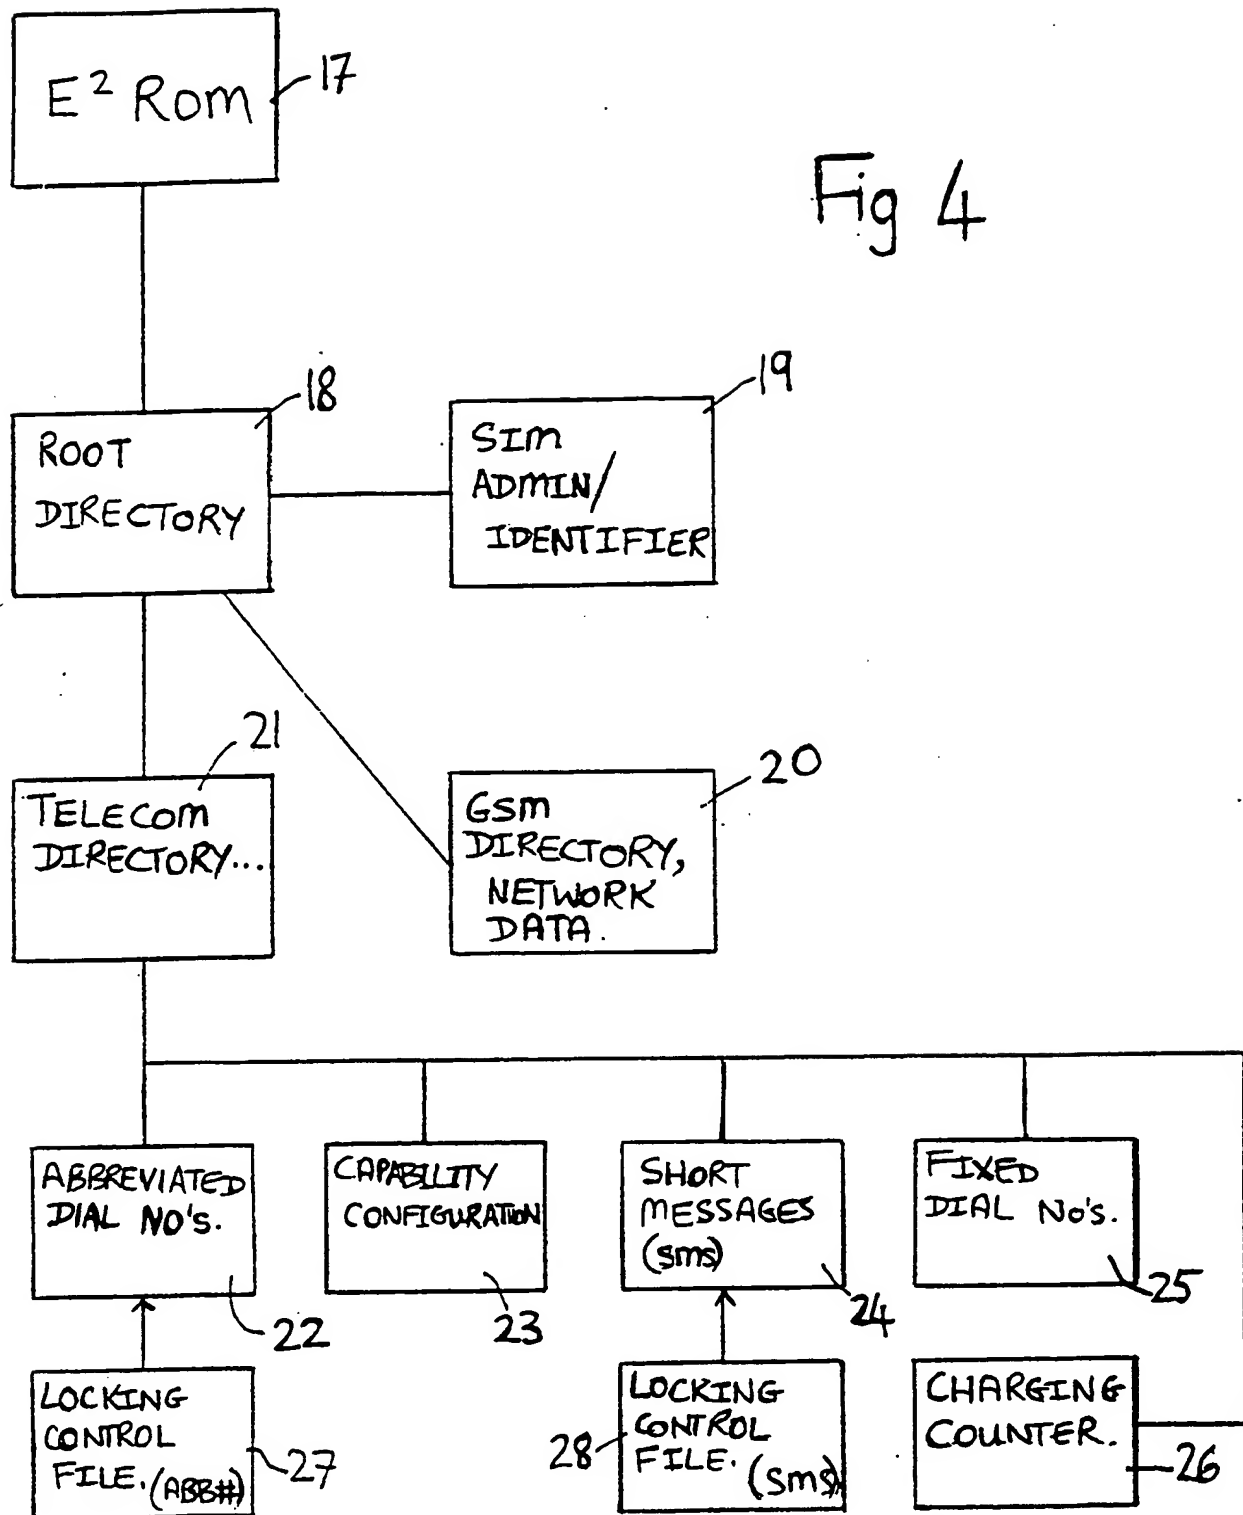 E² Rom
17
Fig 4
18
19
ROOT
DIRECTORY
SIM
ADMIN/
IDENTIFIER
21
20
TELECOM
DIRECTORY...
GSM
DIRECTORY,
NETWORK
DATA.
ABBREVIATED
DIAL NO's.
22
CAPABILITY
CONFIGURATION
23
SHORT
MESSAGES
(sms)
24
FIXED
DIAL No's.
25
LOCKING
CONTROL
FILE. (ABB#)
27
28
LOCKING
CONTROL
FILE. (sms)
CHARGING
COUNTER.
26